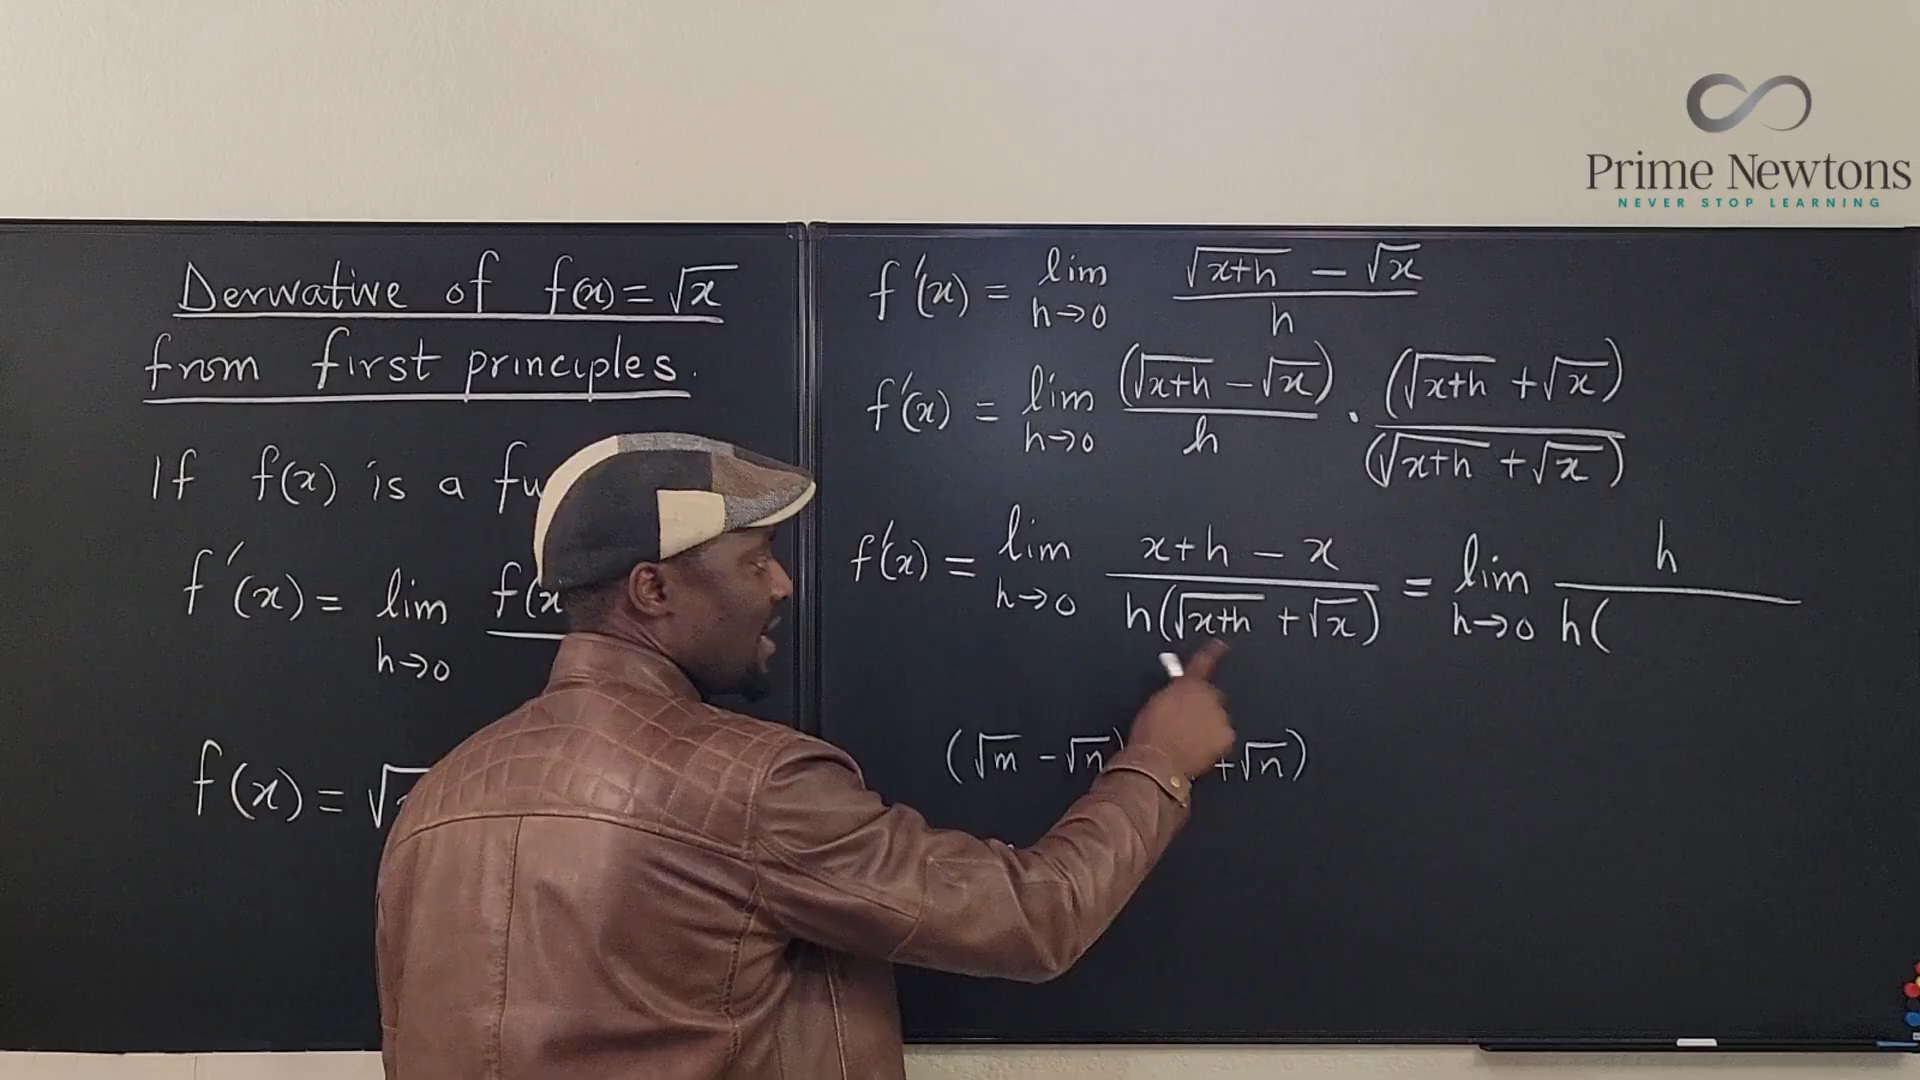 Prime Newtons
NEVER STOP LEARNING
Derivative of f(x) = √x
from first principles.
If f(x) is a
f'(x) = lim h→0 f(x
f(x) = √
f'(x) = lim h→0 (√(x+h) − √x) / h
f'(x) = lim h→0 (√(x+h) − √x) / h · (√(x+h) + √x) / (√(x+h) + √x)
f'(x) = lim h→0 (x+h − x) / h(√(x+h) + √x) = lim h→0 h / h(
(√m − √n) +√n)